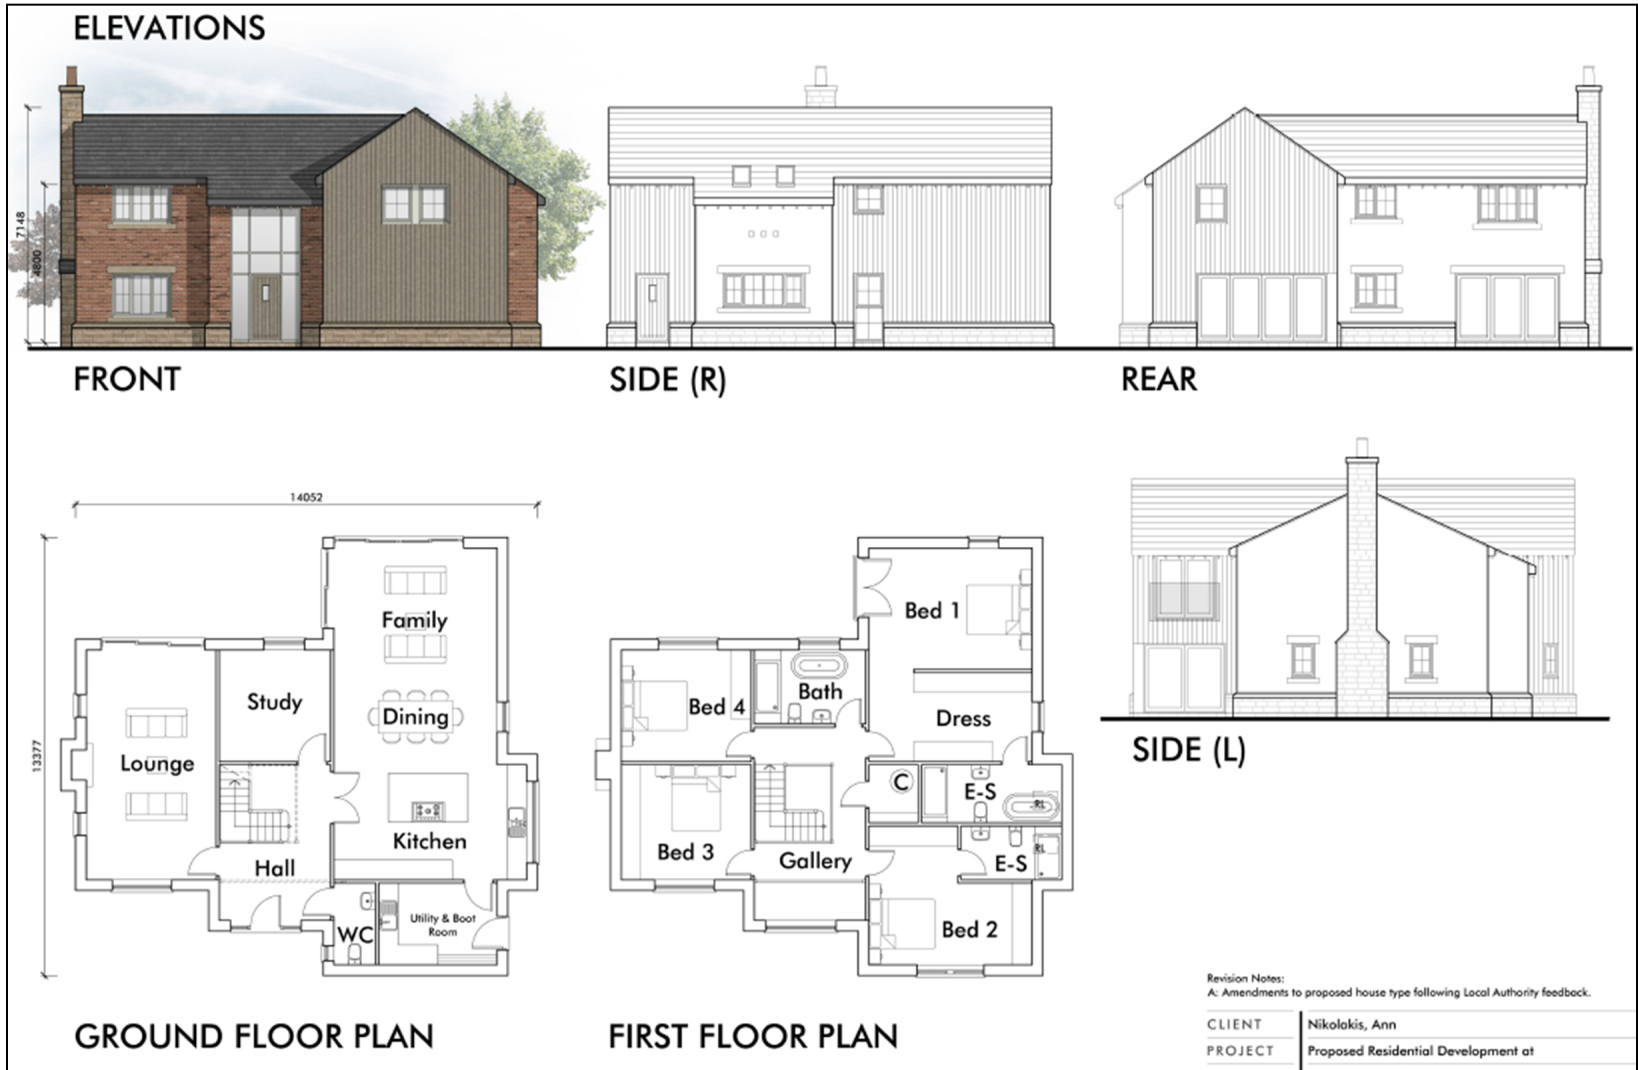 ELEVATIONS
7148
4800
FRONT
SIDE (R)
REAR
14052
13377
Family
Study
Dining
Lounge
Kitchen
Hall
WC
Utility & Boot
Room
GROUND FLOOR PLAN
Bed 1
Bed 4
Bath
Dress
C
E-S
RL
Bed 3
Gallery
E-S
RL
Bed 2
FIRST FLOOR PLAN
SIDE (L)
Revision Notes:
A: Amendments to proposed house type following Local Authority feedback.
CLIENT Nikolakis, Ann
PROJECT Proposed Residential Development at